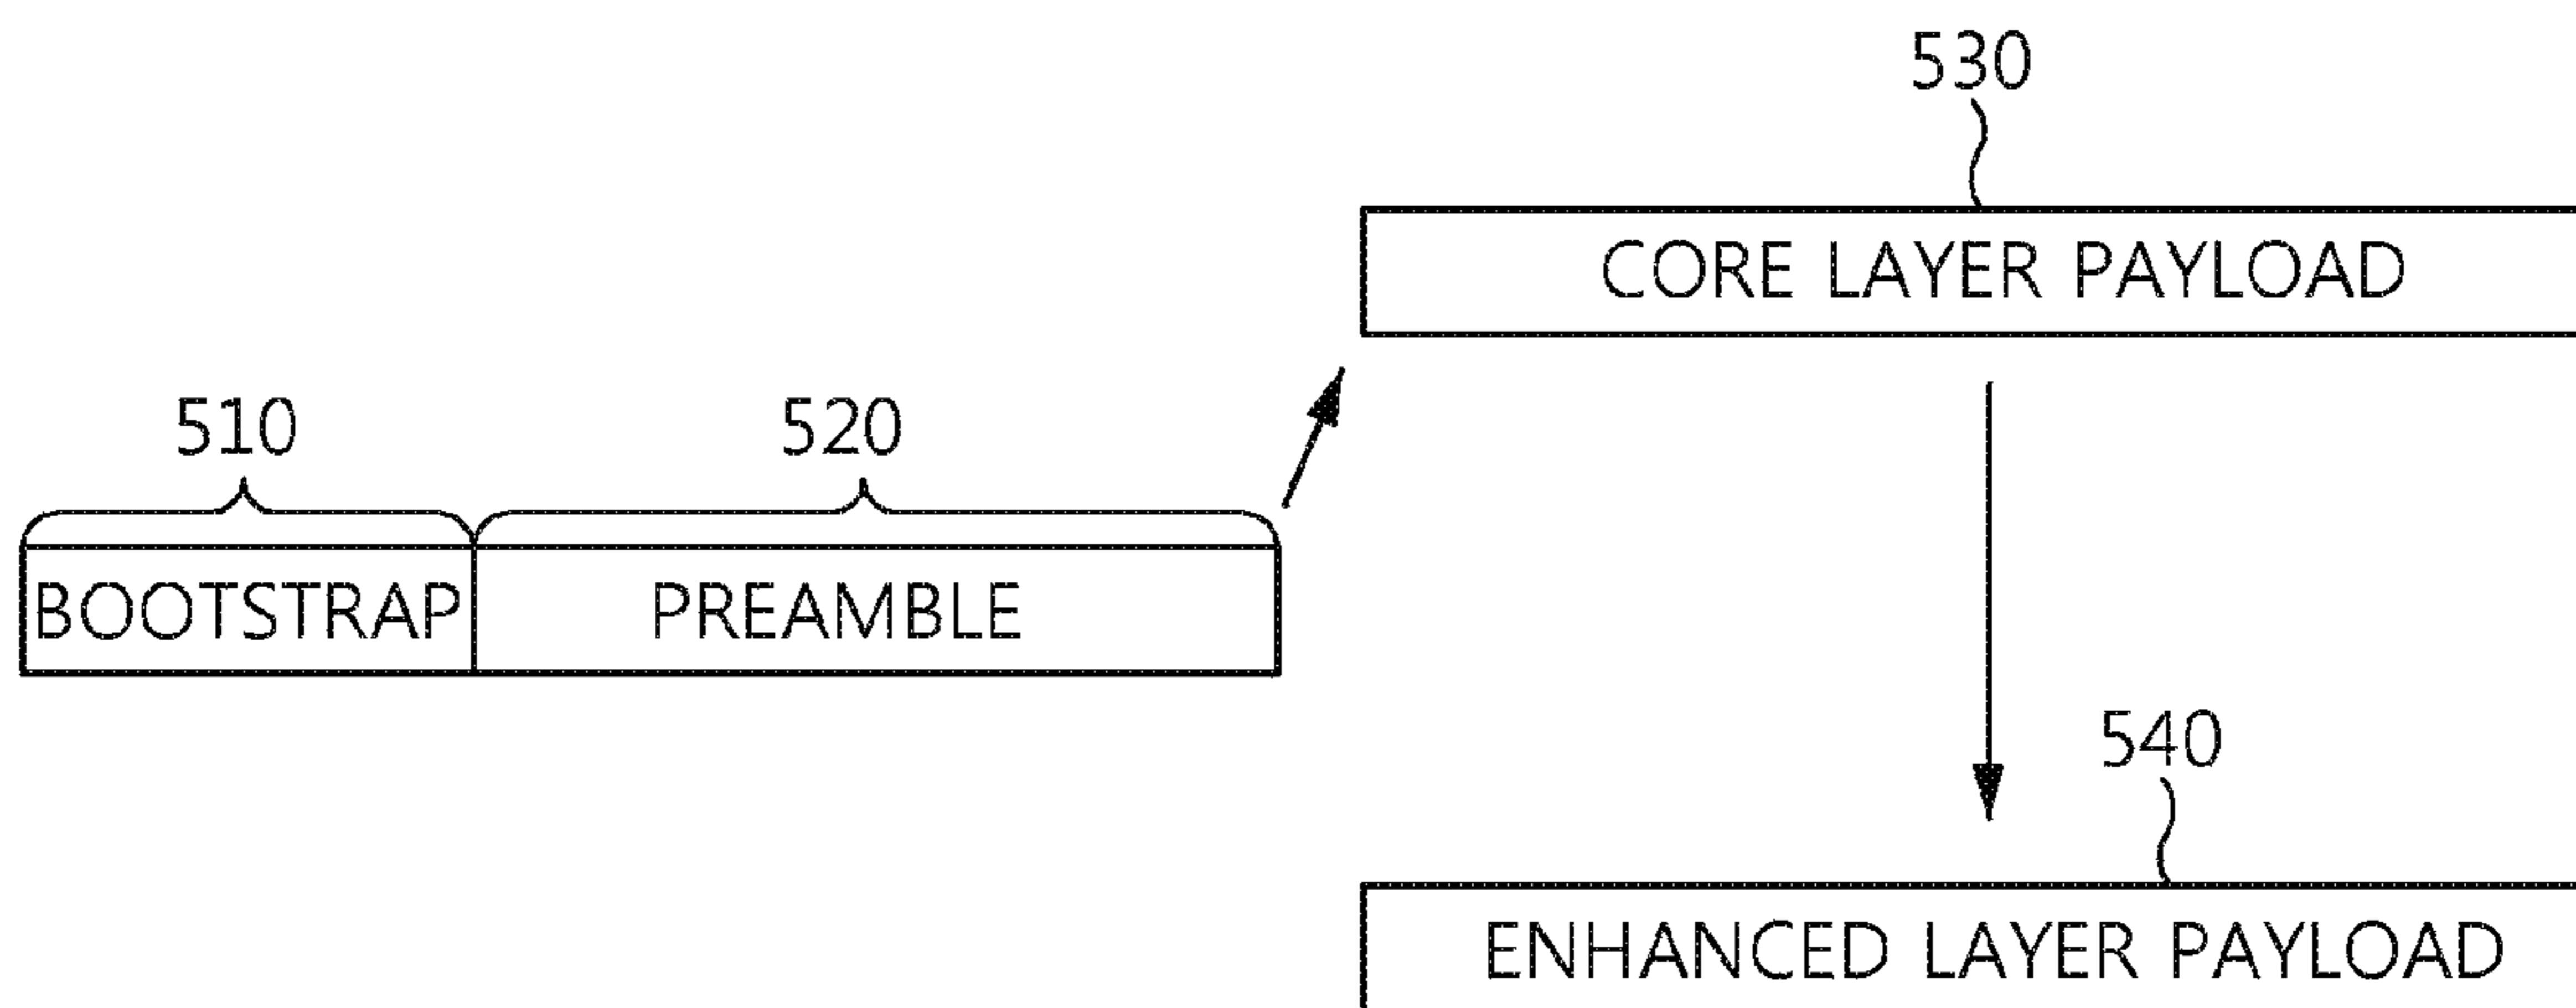 530
CORE LAYER PAYLOAD
510
520
BOOTSTRAP
PREAMBLE
540
ENHANCED LAYER PAYLOAD